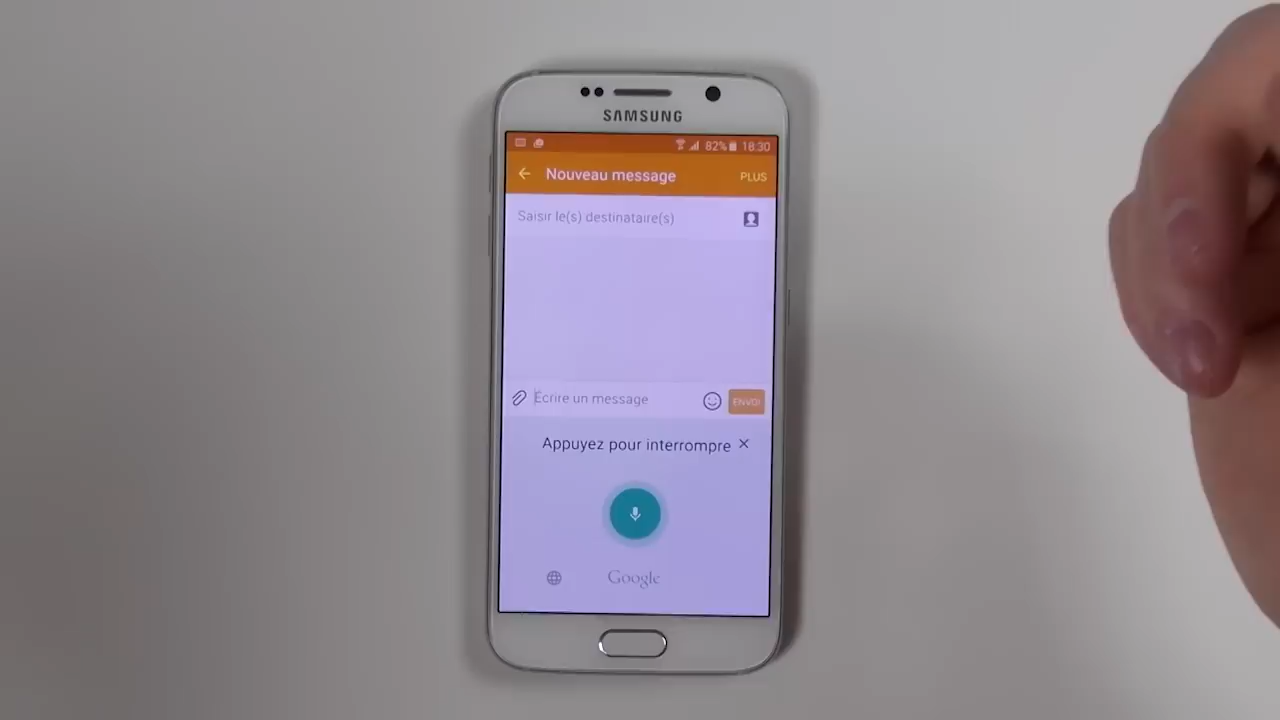 SAMSUNG
82% 18:30
Nouveau message PLUS
Saisir le(s) destinataire(s)
Écrire un message ENVOI
Appuyez pour interrompre
Google